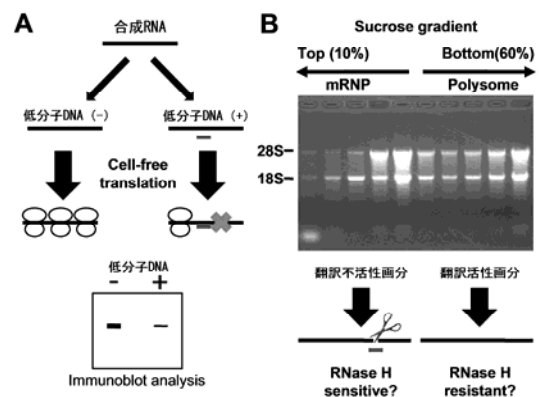 A
合成RNA
低分子DNA (-)
低分子DNA (+)
Cell-free
translation
低分子DNA
- +
Immunoblot analysis
B
Sucrose gradient
Top (10%) Bottom(60%)
mRNP Polysome
28S
18S
翻訳不活性画分 翻訳活性画分
RNase H
sensitive?
RNase H
resistant?